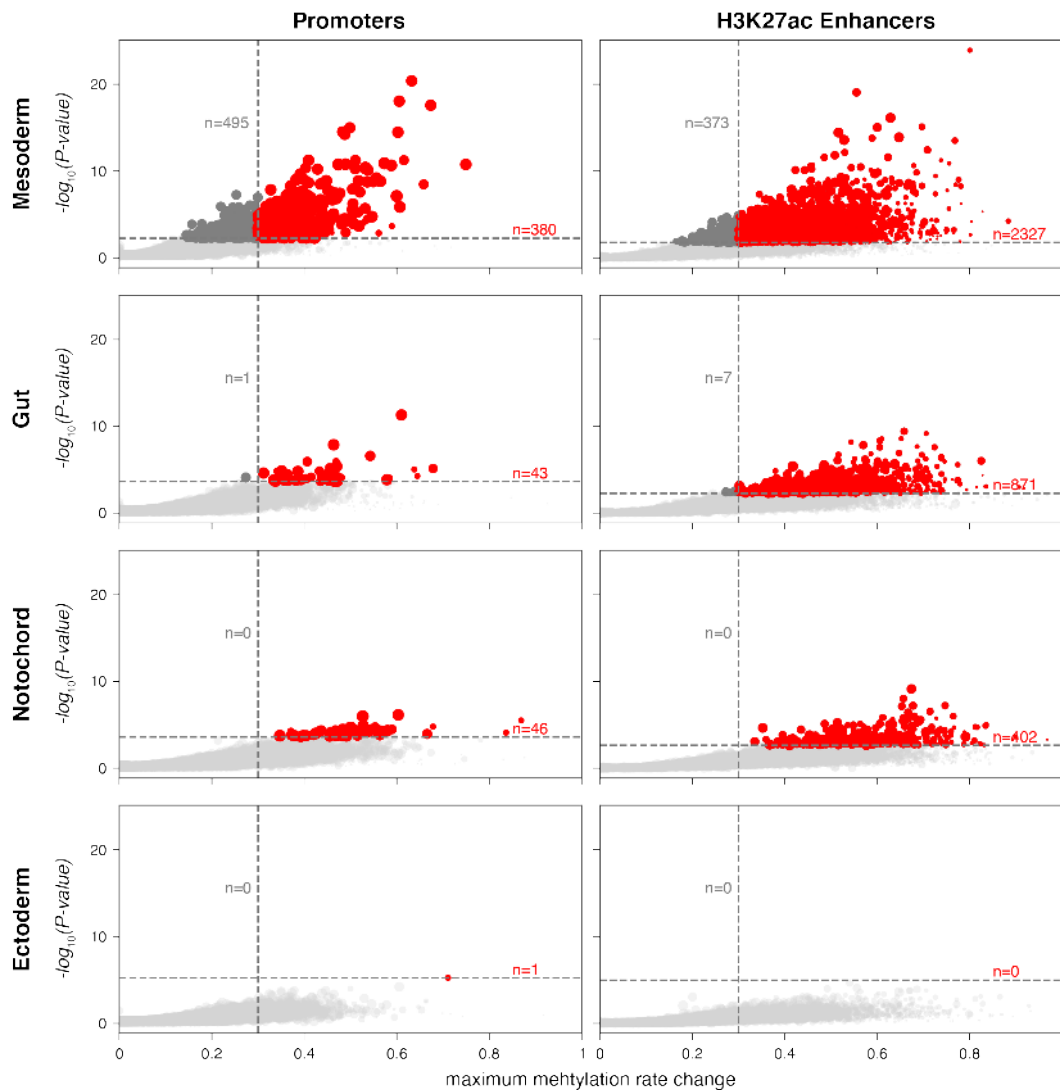 Promoters
H3K27ac Enhancers
Mesoderm
-log10(P-value)
20
10
0
n=495
n=380
n=373
n=2327
Gut
-log10(P-value)
20
10
0
n=1
n=43
n=7
n=871
Notochord
-log10(P-value)
20
10
0
n=0
n=46
n=0
n=402
Ectoderm
-log10(P-value)
20
10
0
n=0
n=1
n=0
n=0
0 0.2 0.4 0.6 0.8 1 0 0.2 0.4 0.6 0.8
maximum mehtylation rate change